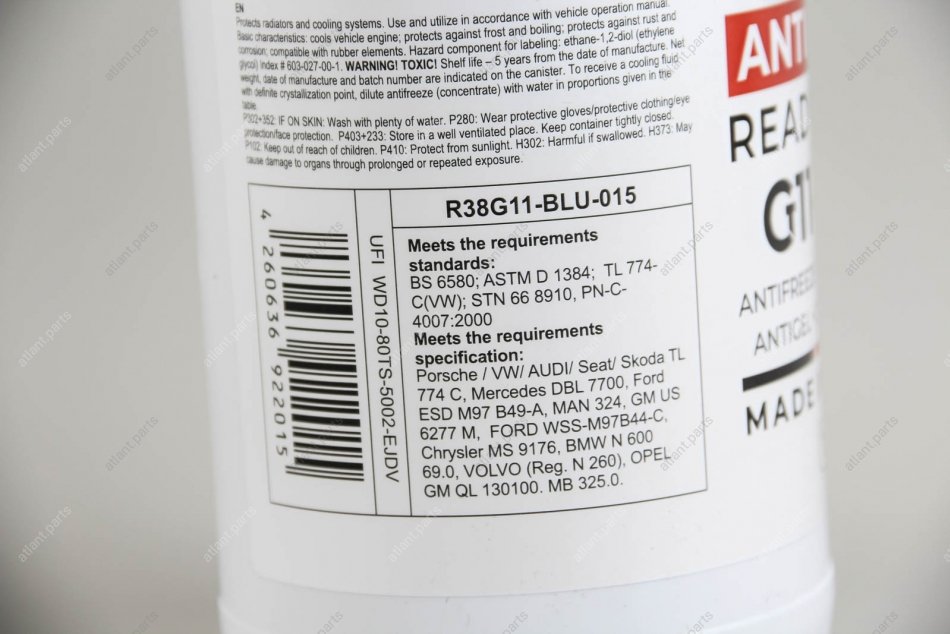 EN
Protects radiators and cooling systems. Use and utilize in accordance with vehicle operation manual.
Basic characteristics: cools vehicle engine; protects against frost and boiling; protects against rust and
corrosion; compatible with rubber elements. Hazard component for labeling: ethane-1,2-diol (ethylene
glycol) Index # 603-027-00-1. WARNING! TOXIC! Shelf life – 5 years from the date of manufacture. Net
weight, date of manufacture and batch number are indicated on the canister. To receive a cooling fluid
with definite crystallization point, dilute antifreeze (concentrate) with water in proportions given in the
table.
P302+352: IF ON SKIN: Wash with plenty of water. P280: Wear protective gloves/protective clothing/eye
protection/face protection. P403+233: Store in a well ventilated place. Keep container tightly closed.
P102: Keep out of reach of children. P410: Protect from sunlight. H302: Harmful if swallowed. H373: May
cause damage to organs through prolonged or repeated exposure.
4 260636 922015
UFI WD10-80TS-5002-EJDV
R38G11-BLU-015
Meets the requirements
standards:
BS 6580; ASTM D 1384; TL 774-
C(VW); STN 66 8910, PN-C-
4007:2000
Meets the requirements
specification:
Porsche / VW/ AUDI/ Seat/ Skoda TL
774 C, Mercedes DBL 7700, Ford
ESD M97 B49-A, MAN 324, GM US
6277 M, FORD WSS-M97B44-C,
Chrysler MS 9176, BMW N 600
69.0, VOLVO (Reg. N 260), OPEL
GM QL 130100. MB 325.0.
ANTI
READ
G11
ANTIFREEZ
ANTIGEL
MADE
atlant.parts